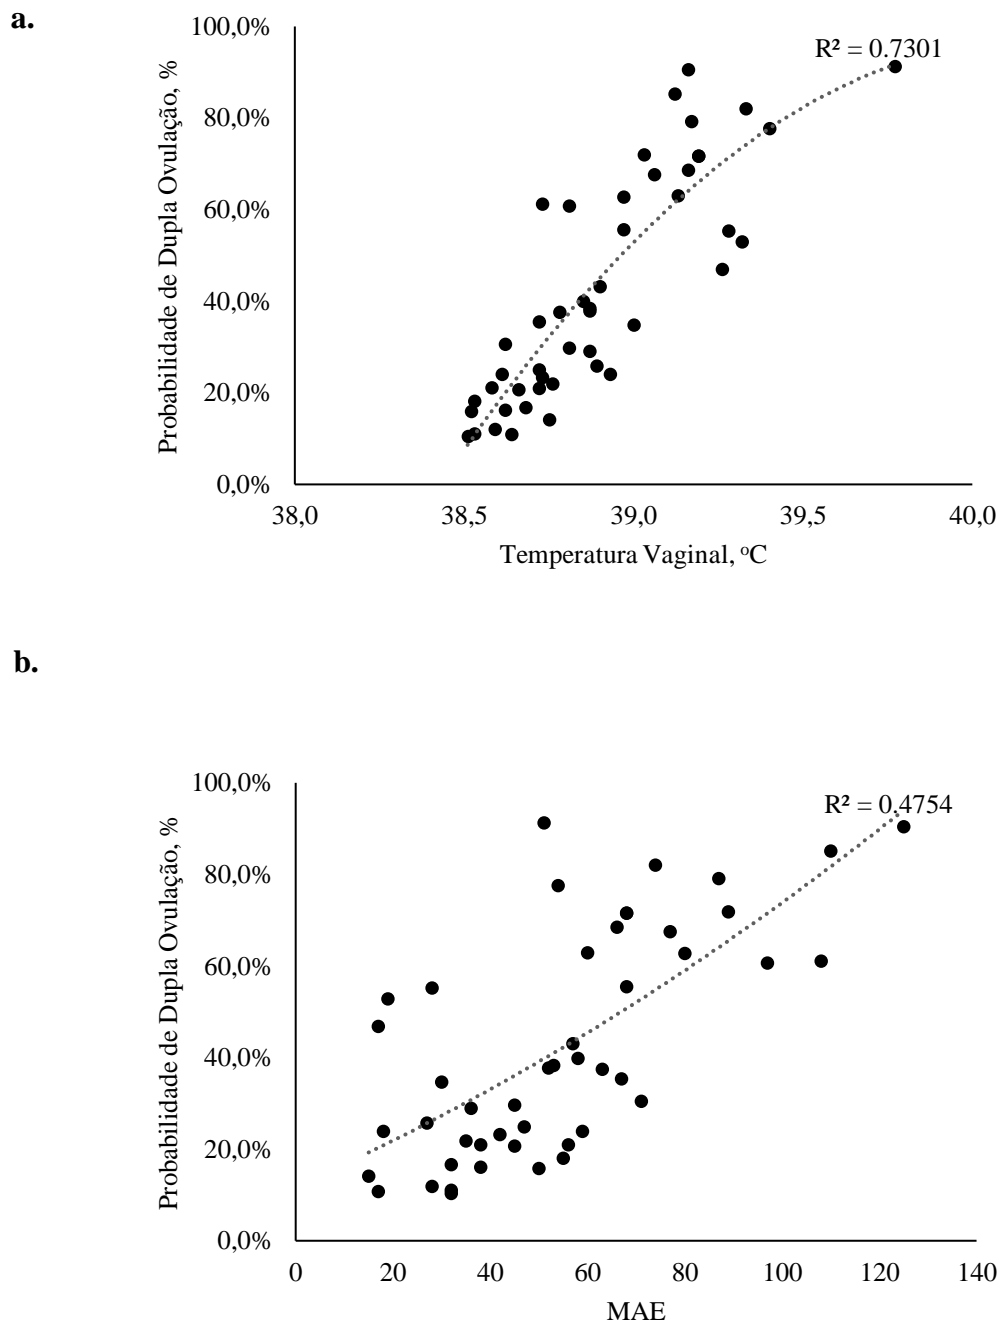 a.
100,0%
80,0%
60,0%
40,0%
20,0%
0,0%
Probabilidade de Dupla Ovulação, %
R² = 0.7301
38,0 38,5 39,0 39,5 40,0
Temperatura Vaginal, ºC
b.
100,0%
80,0%
60,0%
40,0%
20,0%
0,0%
Probabilidade de Dupla Ovulação, %
R² = 0.4754
0 20 40 60 80 100 120 140
MAE